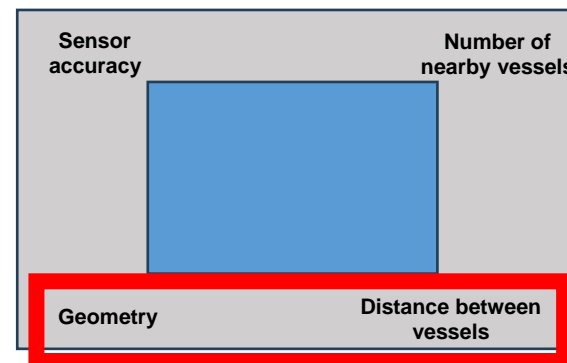 Sensor
accuracy
Number of
nearby vessels
Geometry
Distance between
vessels